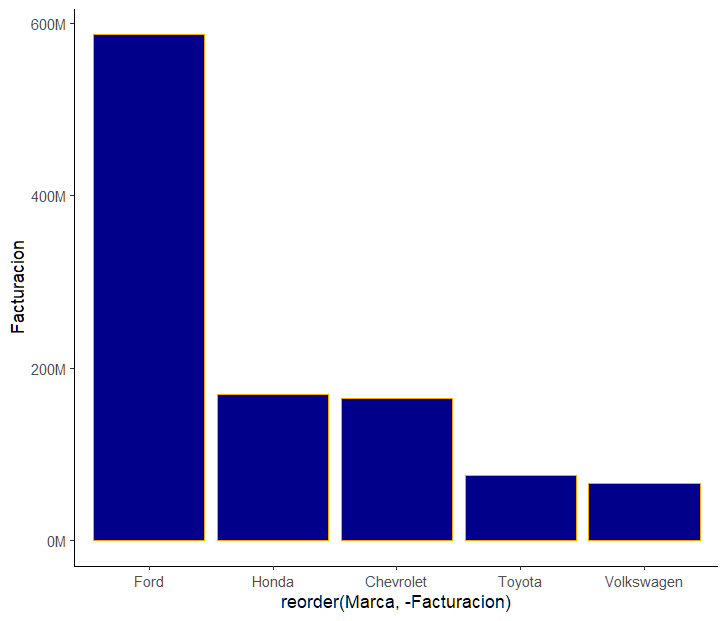 600M
400M
200M
0M
Facturacion
Ford Honda Chevrolet Toyota Volkswagen
reorder(Marca, -Facturacion)